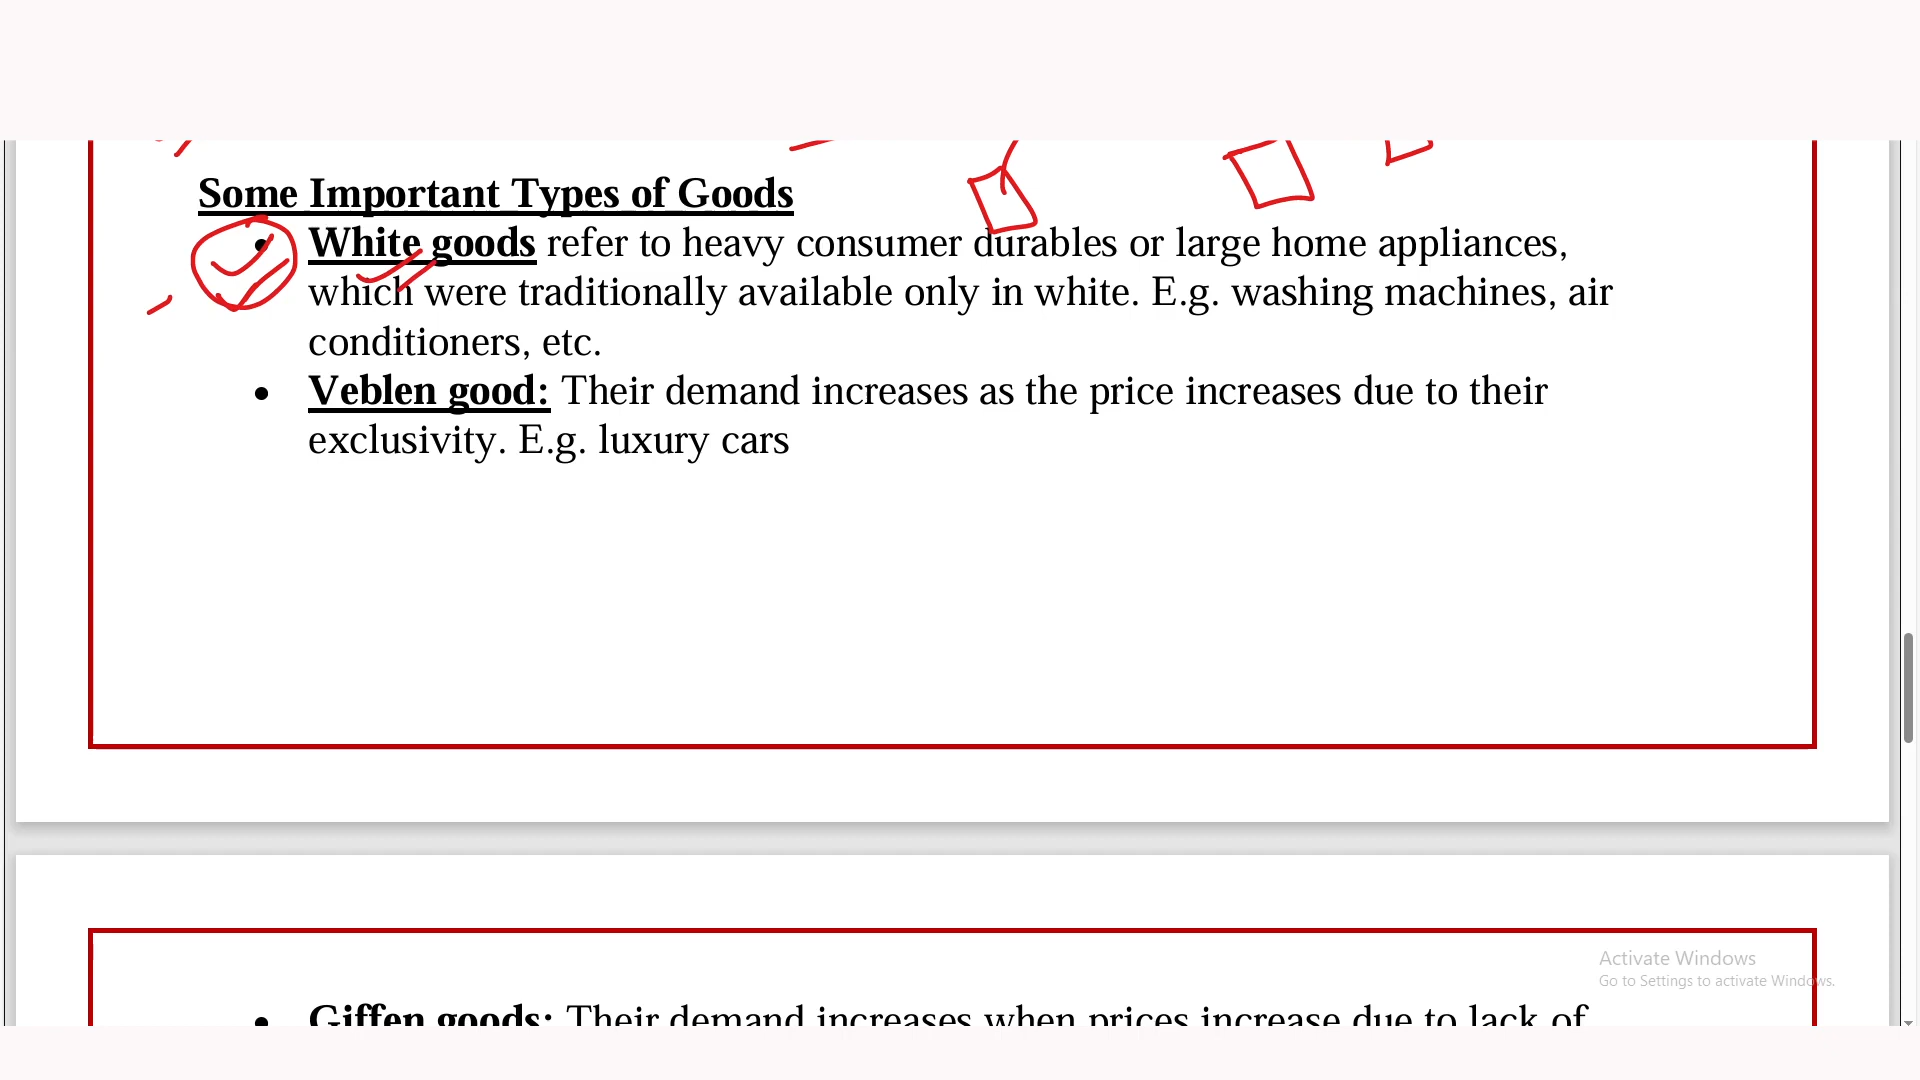 Some Important Types of Goods
• White goods refer to heavy consumer durables or large home appliances,
which were traditionally available only in white. E.g. washing machines, air
conditioners, etc.
• Veblen good: Their demand increases as the price increases due to their
exclusivity. E.g. luxury cars
Activate Windows
Go to Settings to activate Windows.
• Giffen goods: Their demand increases when prices increase due to lack of